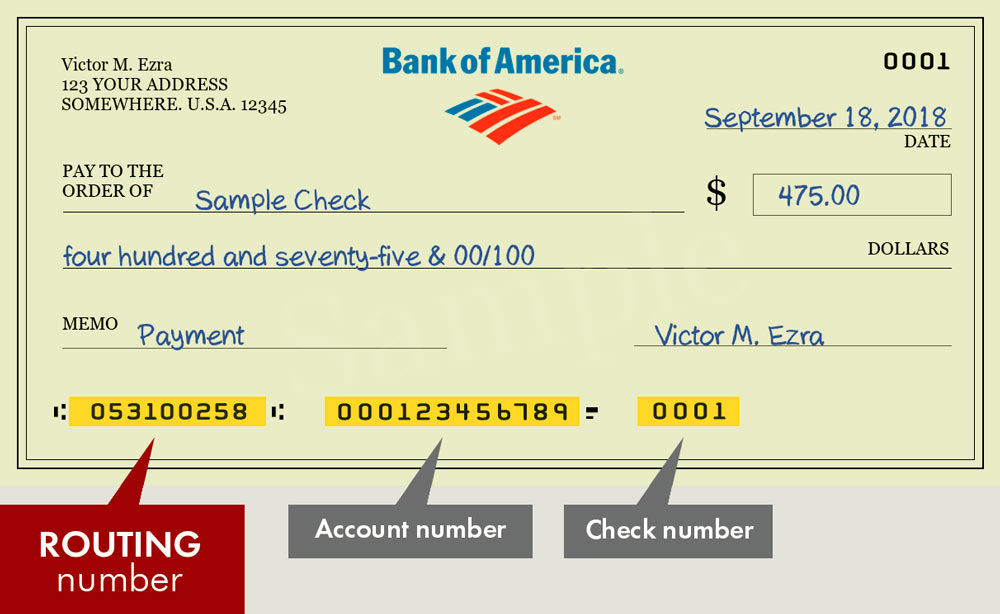 Victor M. Ezra
123 YOUR ADDRESS
SOMEWHERE. U.S.A. 12345
Bank of America.
SM
0001
September 18, 2018
DATE
PAY TO THE
ORDER OF
Sample Check
$ 475.00
four hundred and seventy-five & 00/100
DOLLARS
Sample
MEMO
Payment
Victor M. Ezra
⑆053100258⑆ 000123456789⑉ 0001
ROUTING
number
Account number
Check number